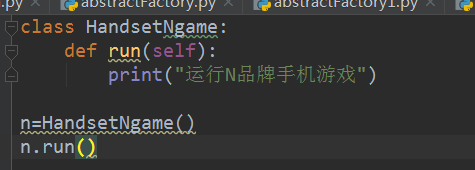 .py
abstractFactory.py
abstractFactory1.py
class HandsetNgame:
    def run(self):
        print("运行N品牌手机游戏")
n=HandsetNgame()
n.run()